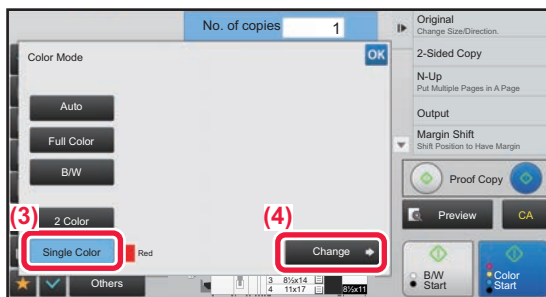 No. of copies 1
Original
Change Size/Direction.
2-Sided Copy
N-Up
Put Multiple Pages in A Page
Output
Margin Shift
Shift Position to Have Margin
Color Mode
OK
Auto
Full Color
B/W
2 Color
(3)
Single Color
Red
(4)
Change
Others
3 8½x14
4 11x17
8½x11
Proof Copy
Preview
CA
B/W
Start
Color
Start